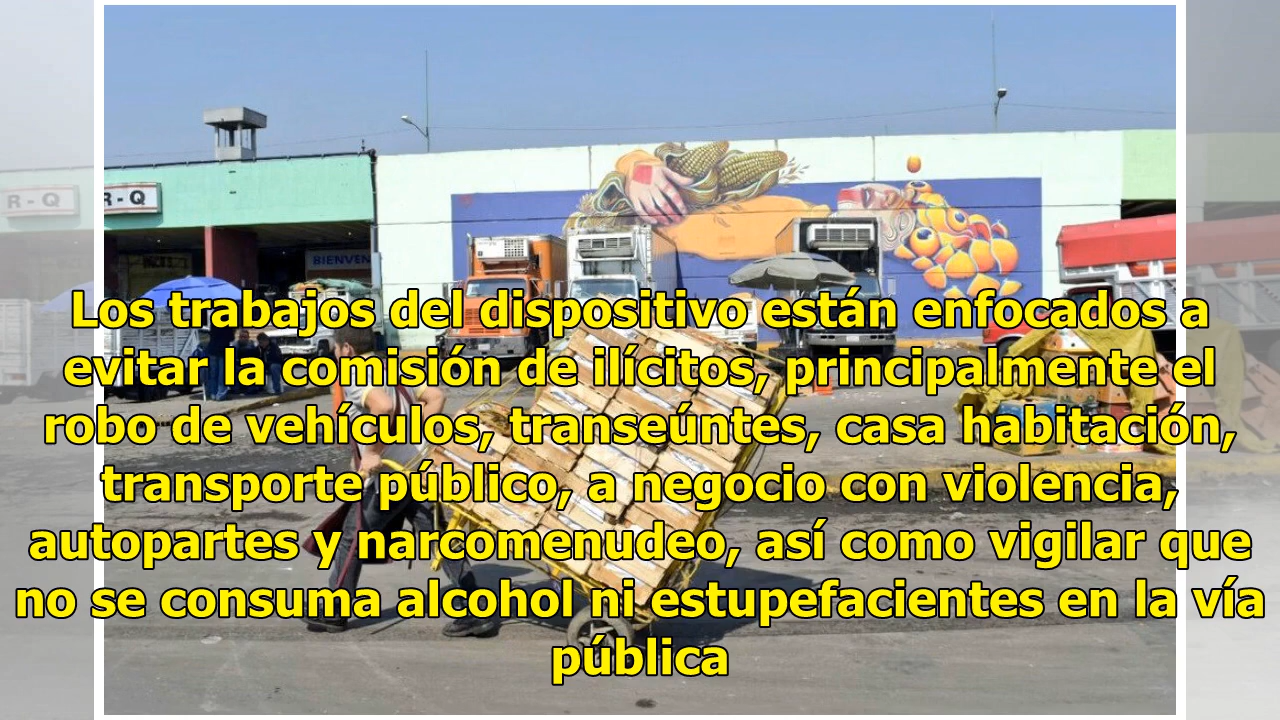 R - Q
R - Q
BIENVEN
Los trabajos del dispositivo están enfocados a
evitar la comisión de ilícitos, principalmente el
robo de vehículos, transeúntes, casa habitación,
transporte público, a negocio con violencia,
autopartes y narcomenudeo, así como vigilar que
no se consuma alcohol ni estupefacientes en la vía
pública